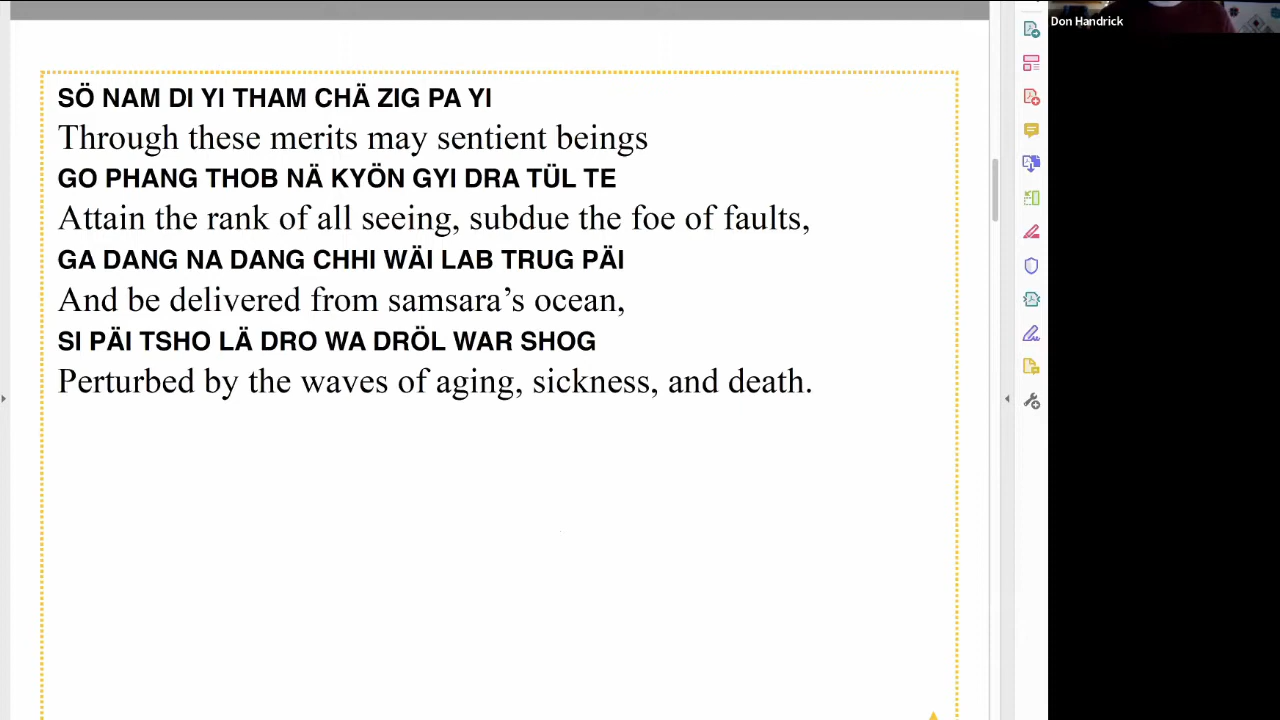 Don Handrick
SÖ NAM DI YI THAM CHÄ ZIG PA YI
Through these merits may sentient beings
GO PHANG THOB NÄ KYÖN GYI DRA TÜL TE
Attain the rank of all seeing, subdue the foe of faults,
GA DANG NA DANG CHHI WÄI LAB TRUG PÄI
And be delivered from samsara’s ocean,
SI PÄI TSHO LÄ DRO WA DRÖL WAR SHOG
Perturbed by the waves of aging, sickness, and death.